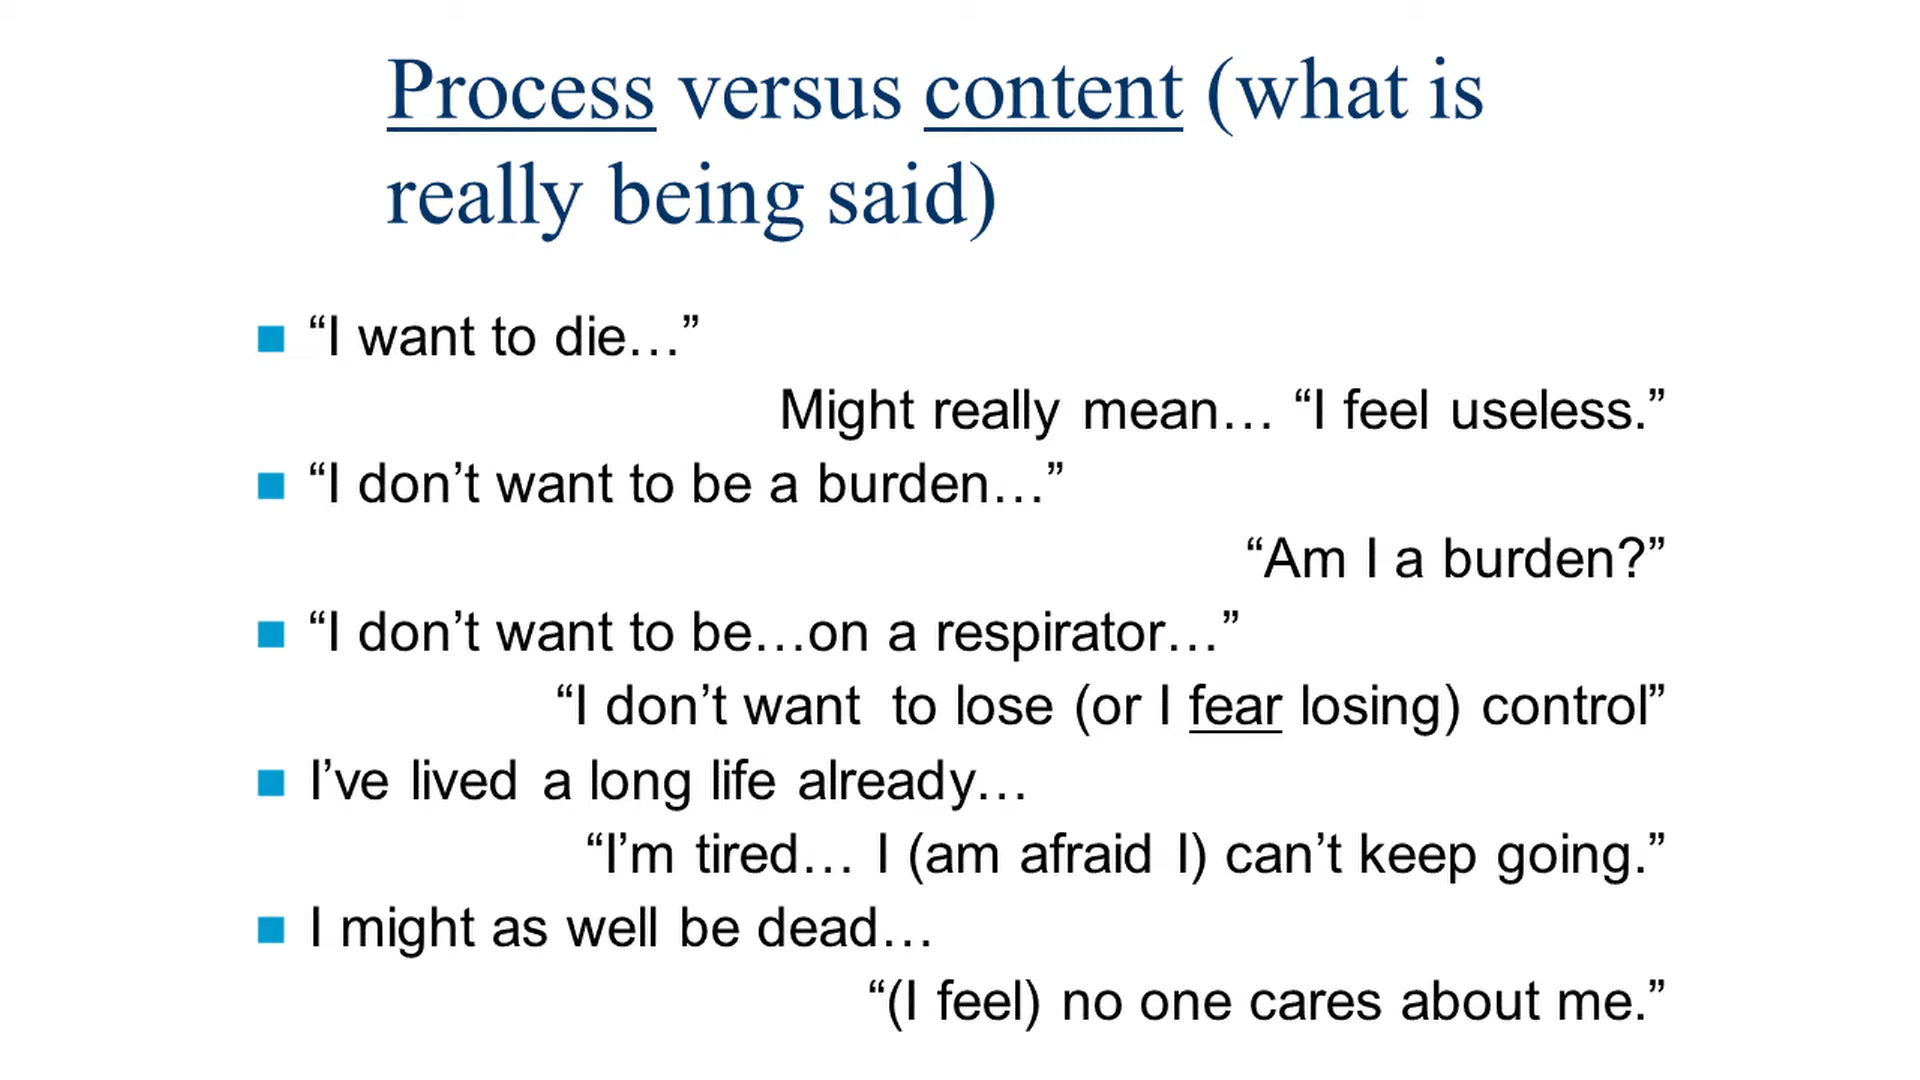 Process versus content (what is
really being said)
“I want to die…”
Might really mean… “I feel useless.”
“I don’t want to be a burden…”
“Am I a burden?”
“I don’t want to be…on a respirator…”
“I don’t want to lose (or I fear losing) control”
I’ve lived a long life already…
“I’m tired… I (am afraid I) can’t keep going.”
I might as well be dead…
“(I feel) no one cares about me.”